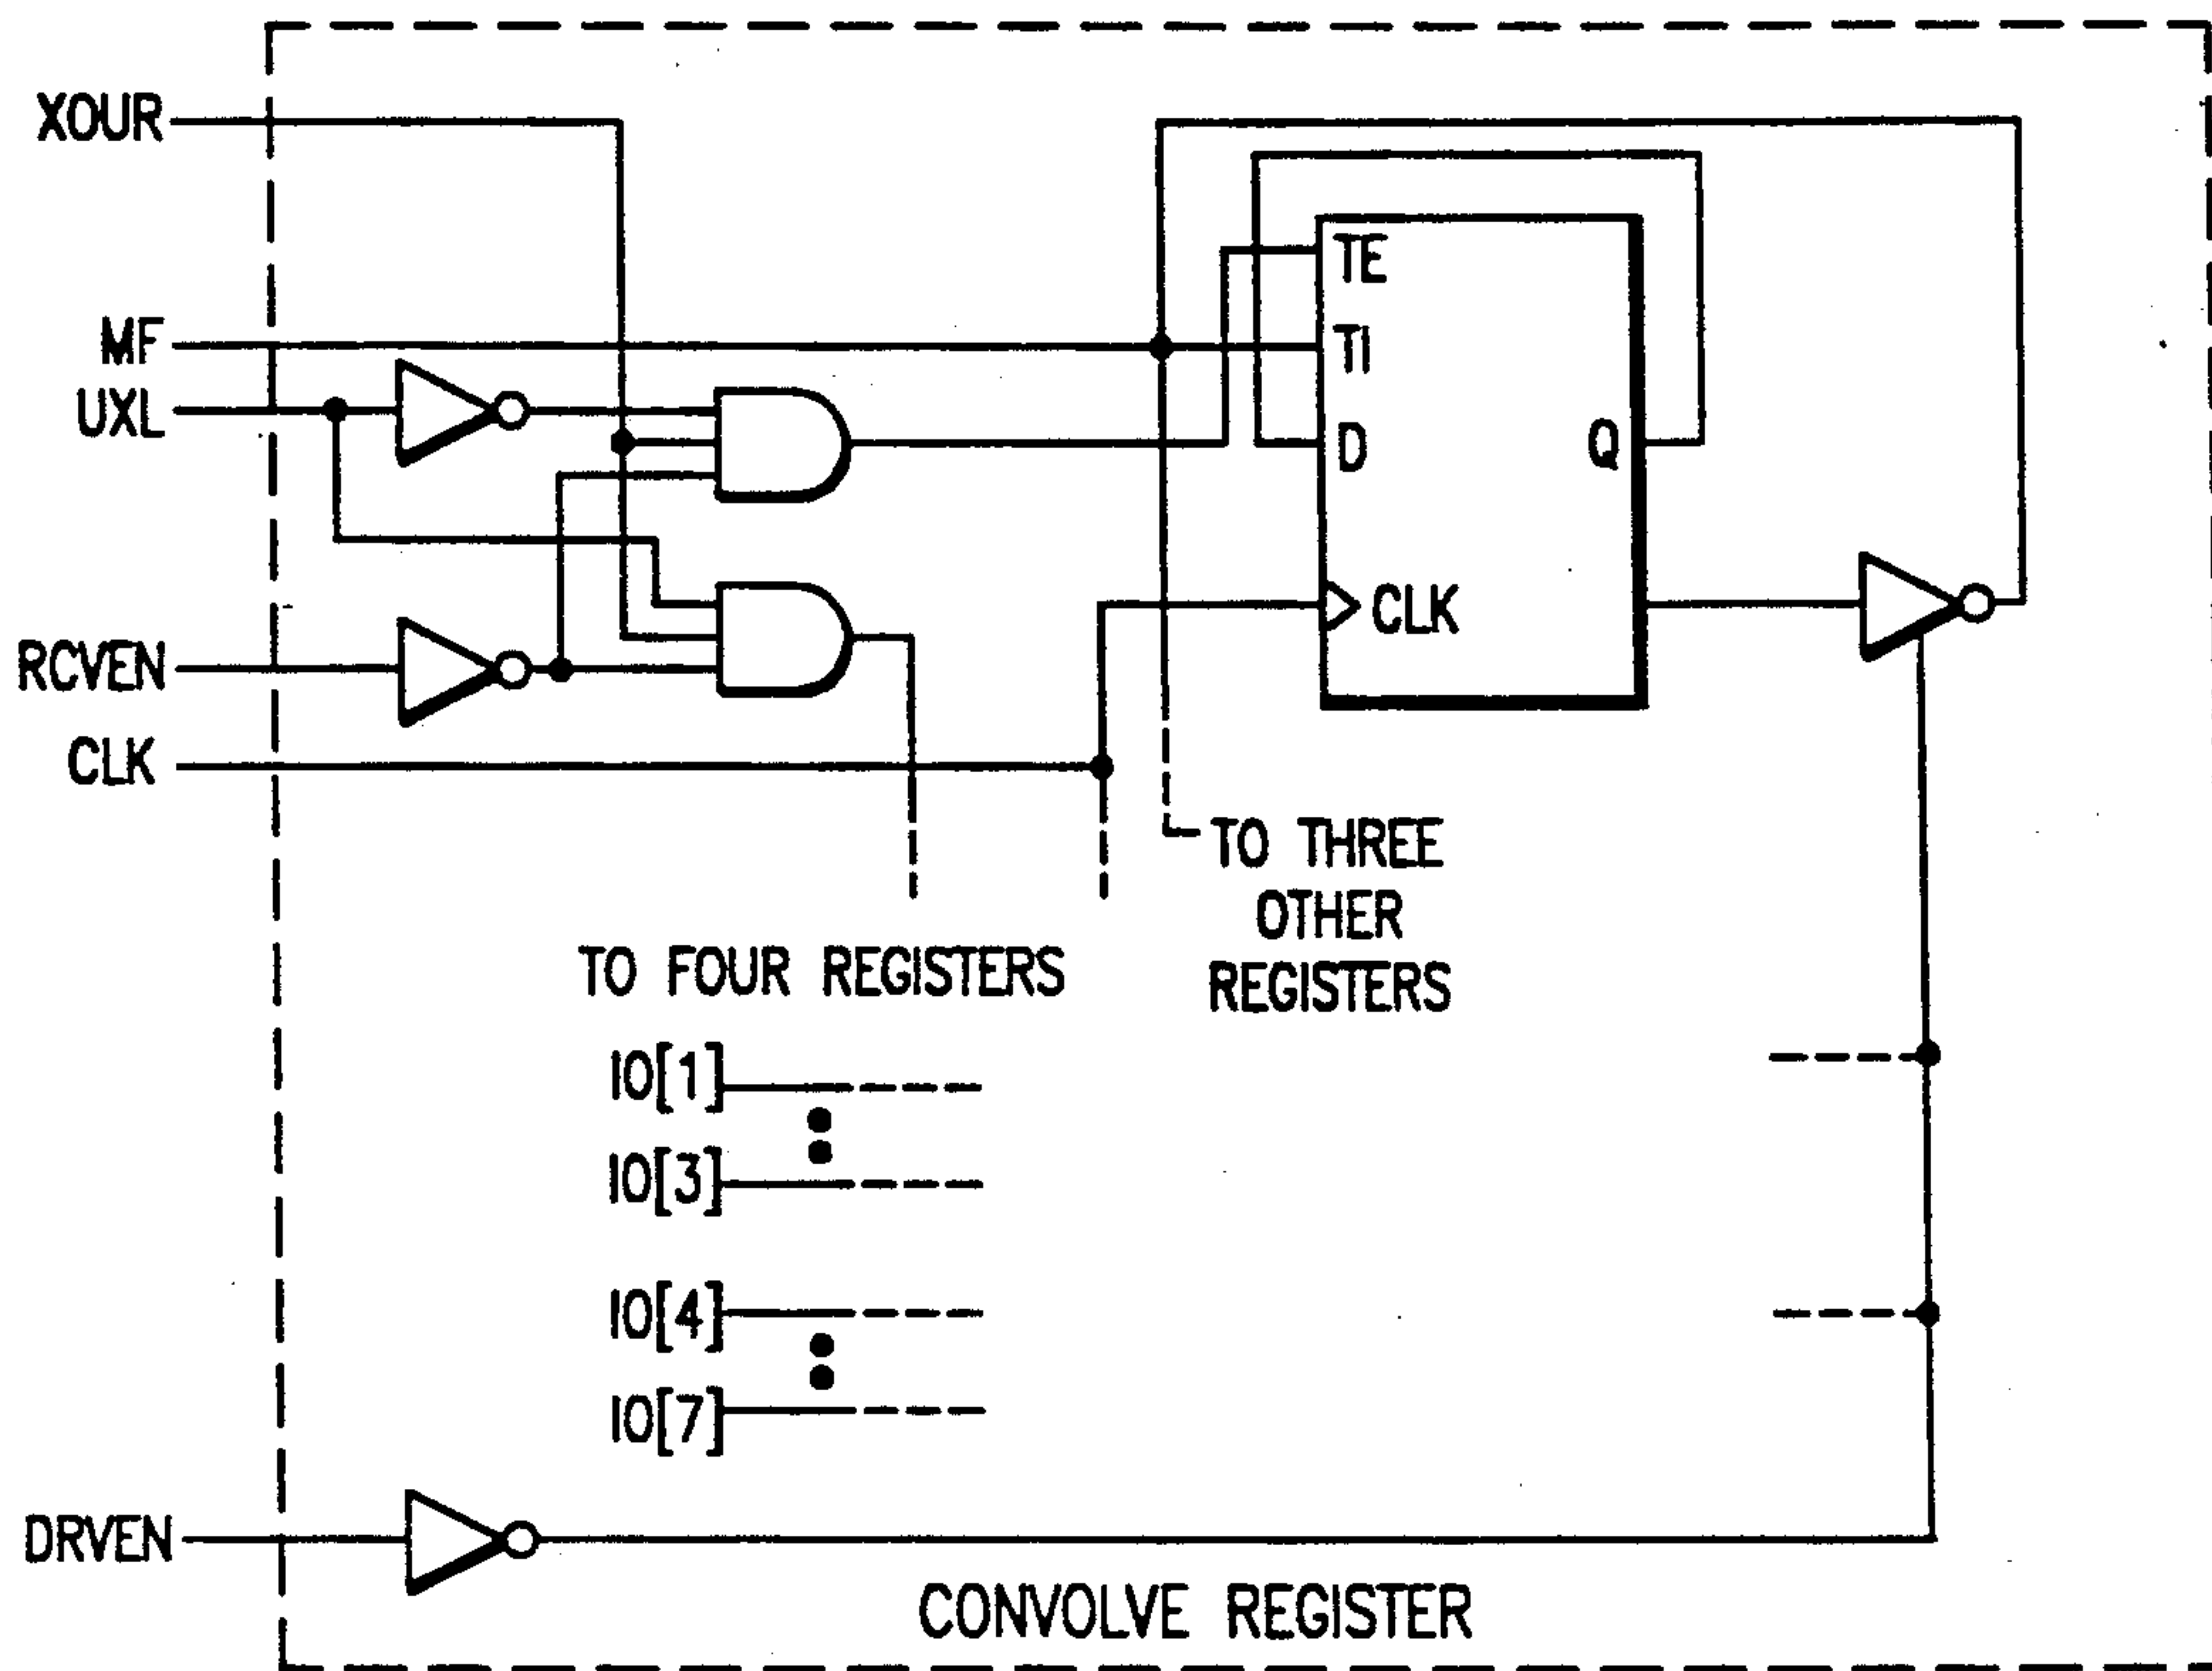 XOUR
MF
UXL
RCVEN
CLK
TE
TI
D
Q
CLK
TO THREE
OTHER
REGISTERS
TO FOUR REGISTERS
IO[1]
IO[3]
IO[4]
IO[7]
DRVEN
CONVOLVE REGISTER